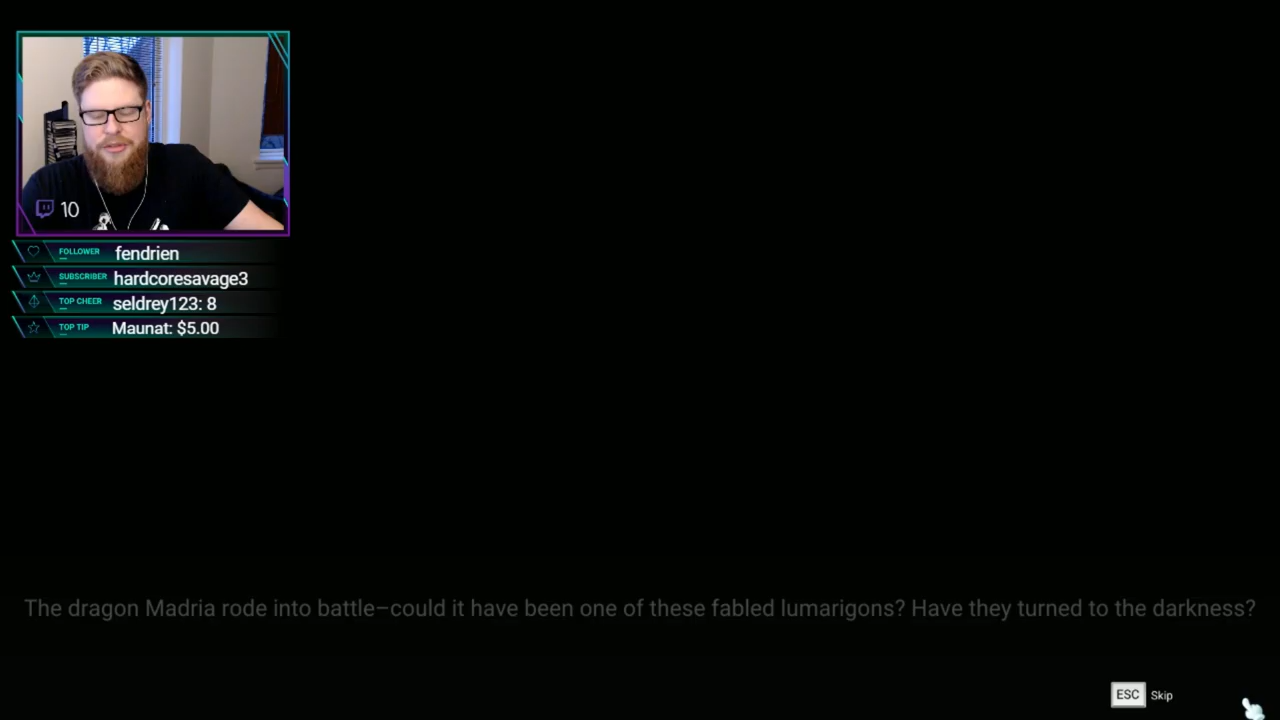 10
FOLLOWER fendrien
SUBSCRIBER hardcoresavage3
TOP CHEER seldrey123: 8
TOP TIP Maunat: $5.00
The dragon Madria rode into battle–could it have been one of these fabled lumarigons? Have they turned to the darkness?
ESC Skip